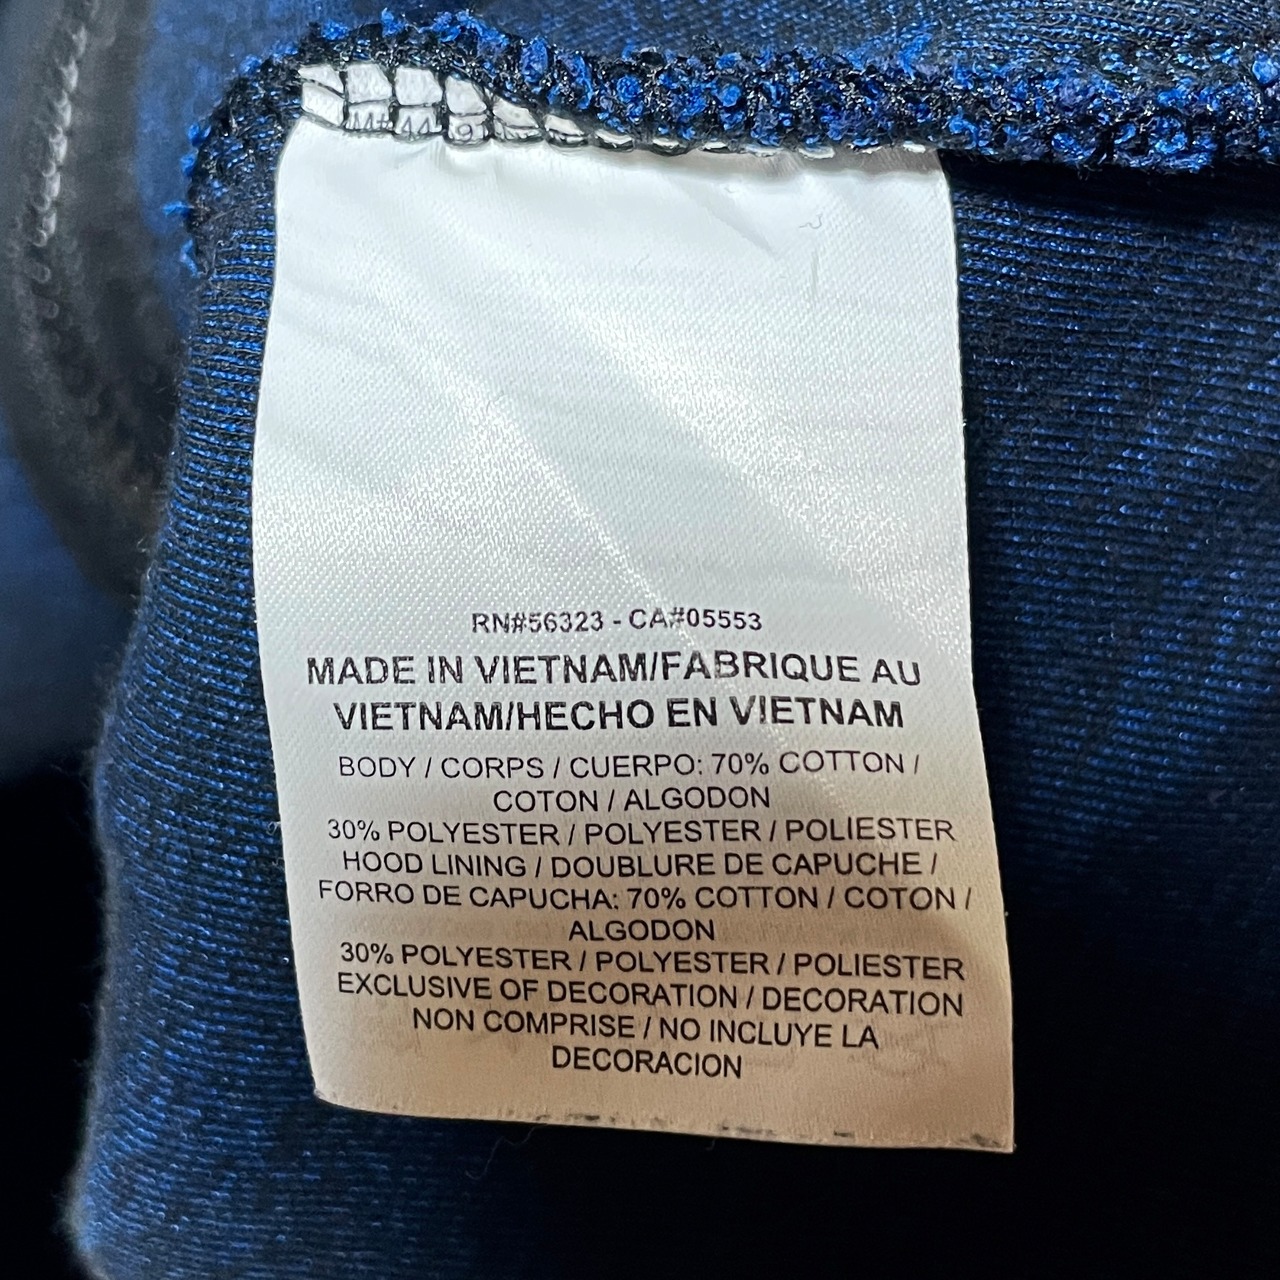 RN#56323 - CA#05553
MADE IN VIETNAM/FABRIQUE AU
VIETNAM/HECHO EN VIETNAM
BODY / CORPS / CUERPO: 70% COTTON /
COTON / ALGODON
30% POLYESTER / POLYESTER / POLIESTER
HOOD LINING / DOUBLURE DE CAPUCHE /
FORRO DE CAPUCHA: 70% COTTON / COTON /
ALGODON
30% POLYESTER / POLYESTER / POLIESTER
EXCLUSIVE OF DECORATION / DECORATION
NON COMPRISE / NO INCLUYE LA
DECORACION